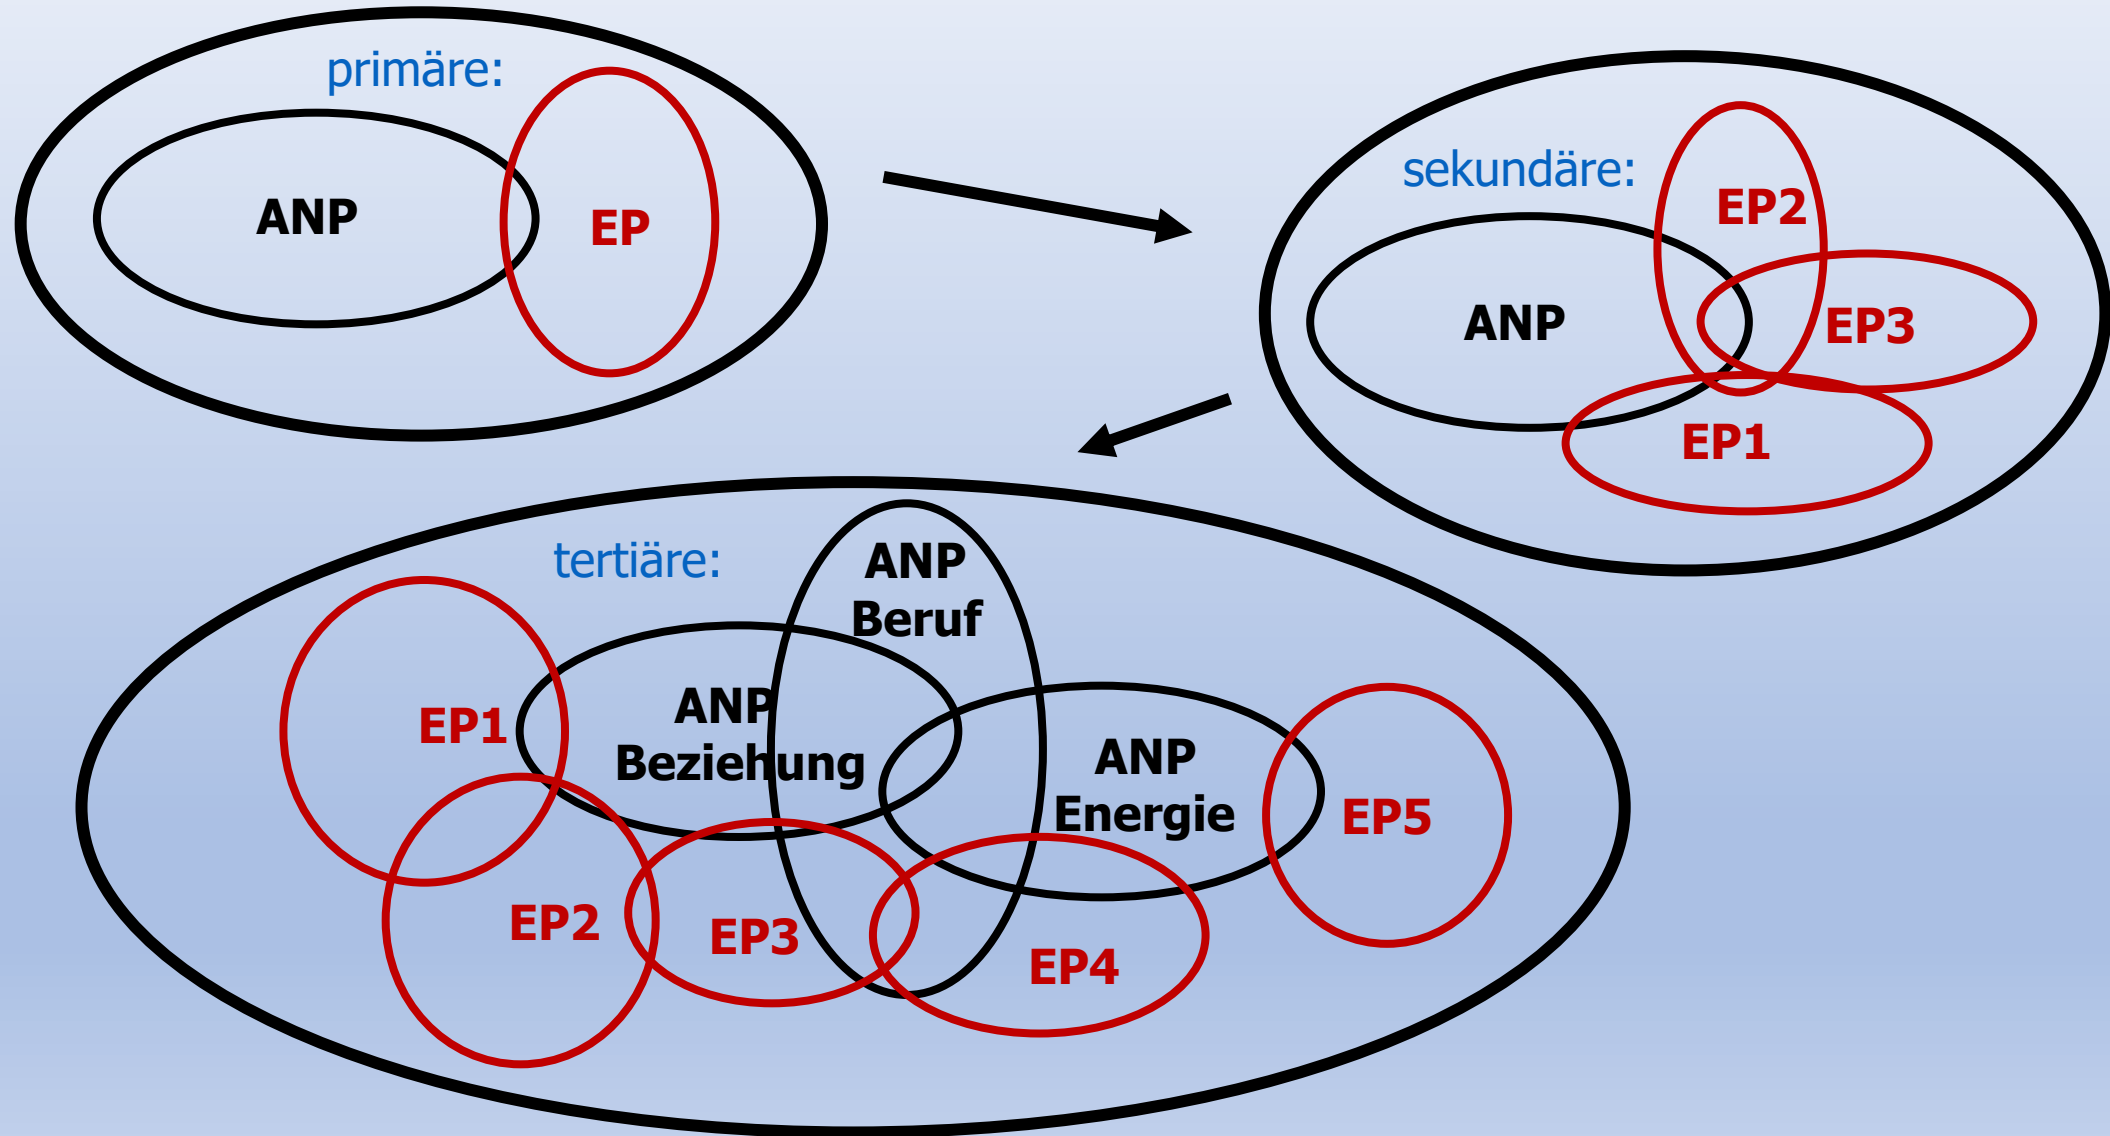 primäre:
ANP
EP
sekundäre:
EP2
ANP
EP3
EP1
tertiäre:
ANP
Beruf
EP1
ANP
Beziehung
ANP
Energie
EP5
EP2
EP3
EP4